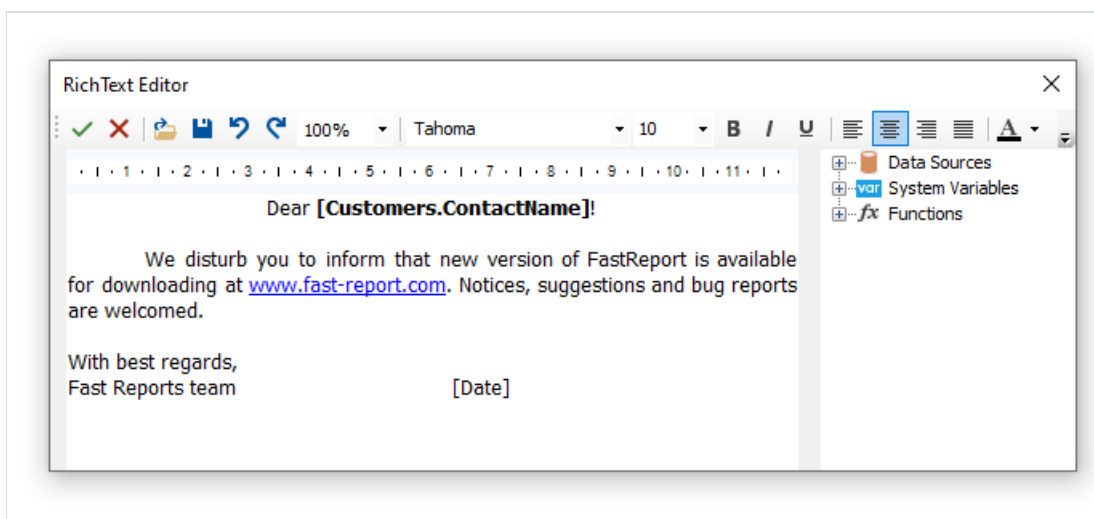 RichText Editor
100% Tahoma 10 B I U A
1 2 3 4 5 6 7 8 9 10 11
Data Sources
var System Variables
fx Functions
Dear [Customers.ContactName]!
We disturb you to inform that new version of FastReport is available
for downloading at www.fast-report.com. Notices, suggestions and bug reports
are welcomed.
With best regards,
Fast Reports team [Date]